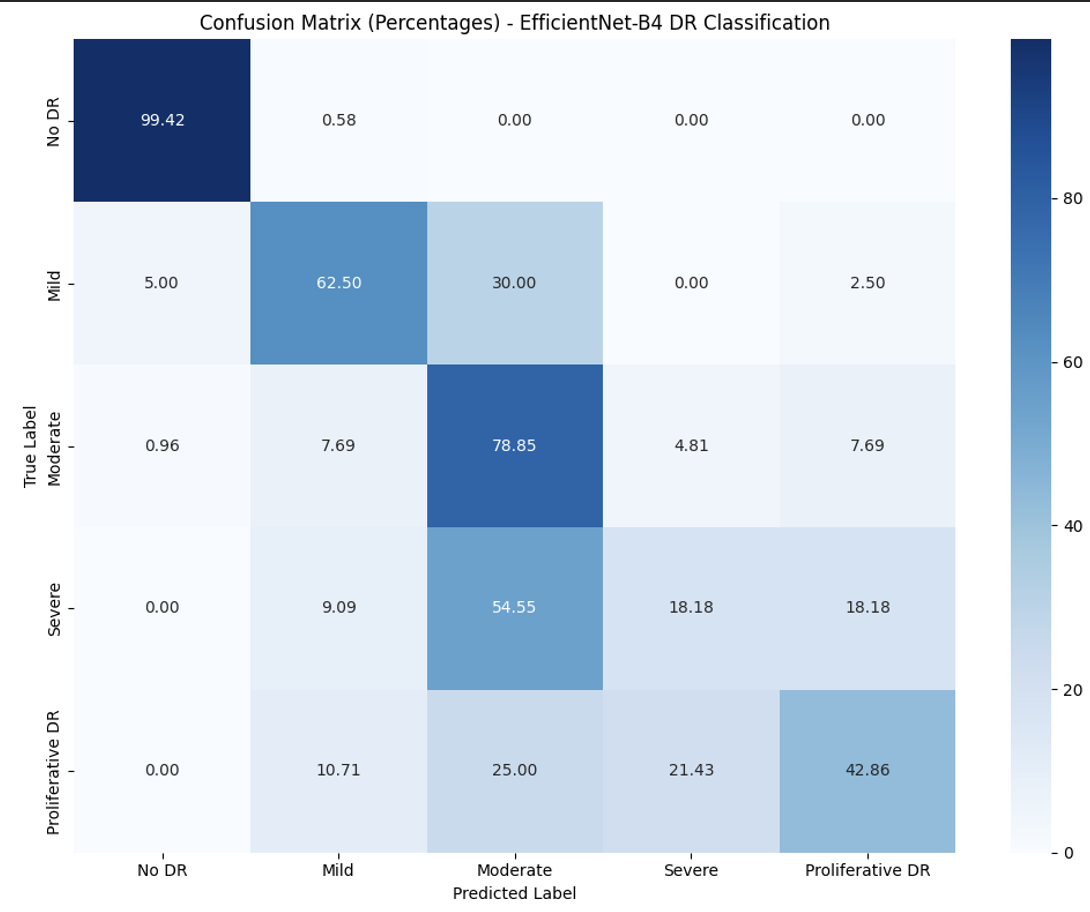 Confusion Matrix (Percentages) - EfficientNet-B4 DR Classification
No DR 99.42 0.58 0.00 0.00 0.00
80
Mild 5.00 62.50 30.00 0.00 2.50
60
True Label
Moderate 0.96 7.69 78.85 4.81 7.69
40
Severe 0.00 9.09 54.55 18.18 18.18
20
Proliferative DR 0.00 10.71 25.00 21.43 42.86
0
No DR Mild Moderate Severe Proliferative DR
Predicted Label